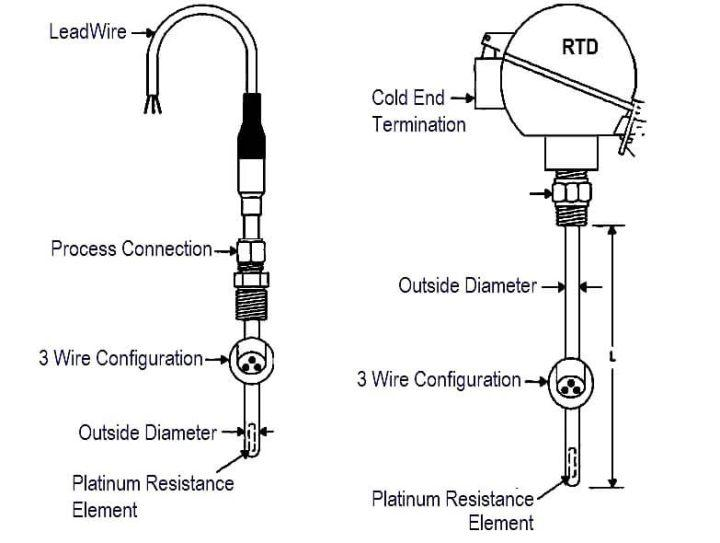 LeadWire
Process Connection
3 Wire Configuration
Outside Diameter
Platinum Resistance
Element
RTD
Cold End
Termination
Outside Diameter
L
3 Wire Configuration
Platinum Resistance
Element